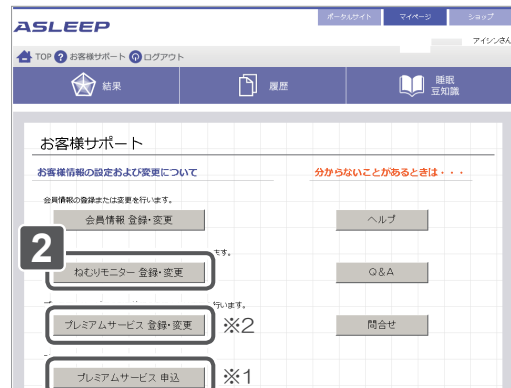 ASLEEP
ポータルサイト マイページ ショップ
アイシンさん
TOP お客様サポート ログアウト
結果 履歴 睡眠
豆知識
お客様サポート
お客様情報の設定および変更について 分からないことがあるときは・・・
会員情報の登録または変更を行います。
会員情報 登録・変更 ヘルプ
2
ます。
ねむりモニター 登録・変更 Q&A
行います。
プレミアムサービス 登録・変更 ※2 問合せ
プレミアムサービス 申込 ※1